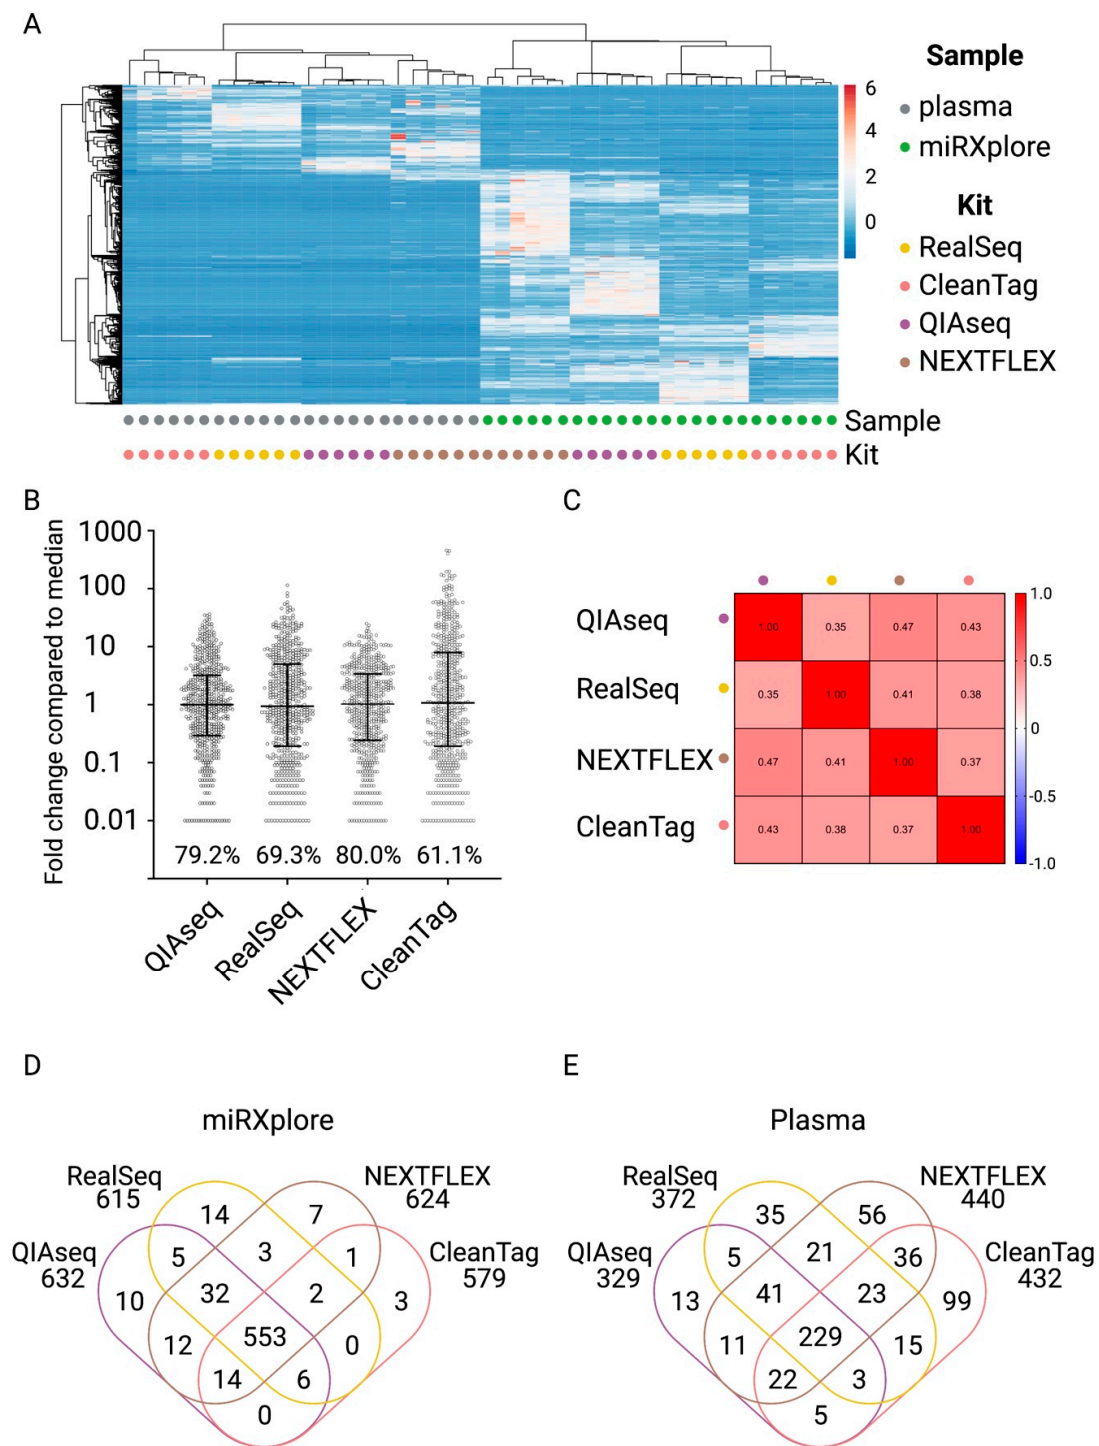 A
Sample
plasma
miRXplore
Kit
RealSeq
CleanTag
QIAseq
NEXTFLEX
6
4
2
0
Sample
Kit
B
Fold change compared to median
1000
100
10
1
0.1
0.01
79.2% 69.3% 80.0% 61.1%
QIAseq
RealSeq
NEXTFLEX
CleanTag
C
QIAseq 1.00 0.35 0.47 0.43
RealSeq 0.35 1.00 0.41 0.38
NEXTFLEX 0.47 0.41 1.00 0.37
CleanTag 0.43 0.38 0.37 1.00
1.0
0.5
0
-0.5
-1.0
D
miRXplore
RealSeq
615
NEXTFLEX
624
QIAseq
632
CleanTag
579
14 7
5 3 1
10 32 2 3
12 553 0
14 6
0
E
Plasma
RealSeq
372
NEXTFLEX
440
QIAseq
329
CleanTag
432
35 56
5 21 36
13 41 23 99
11 229 15
22 3
5